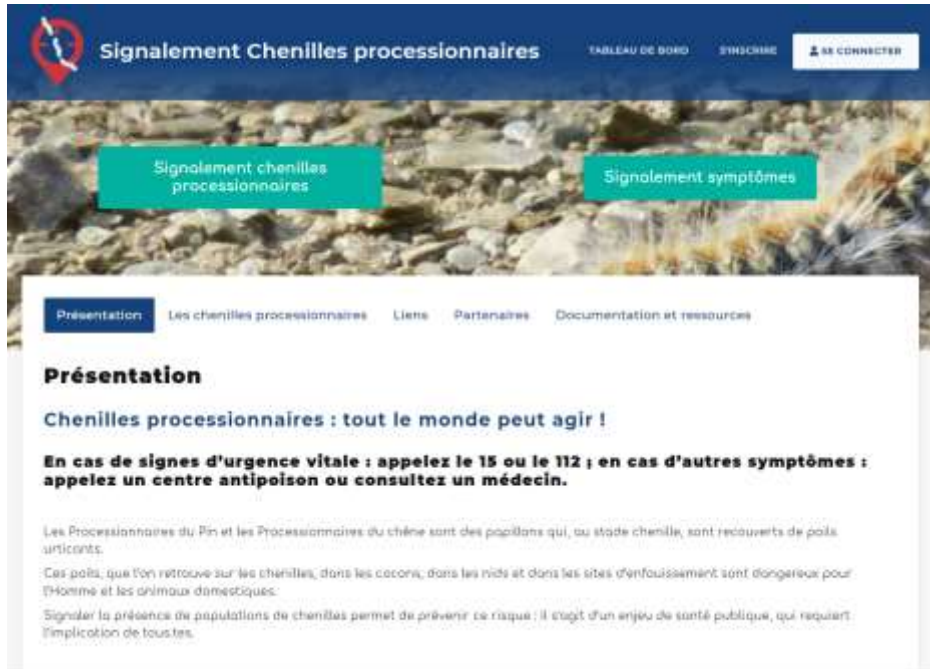 Signalement Chenilles processionnaires
TABLEAU DE BORD
S'INSCRIRE
SE CONNECTER
Signalement chenilles
processionnaires
Signalement symptômes
Présentation
Les chenilles processionnaires
Liens
Partenaires
Documentation et ressources
Présentation
Chenilles processionnaires : tout le monde peut agir !
En cas de signes d'urgence vitale : appelez le 15 ou le 112 ; en cas d'autres symptômes :
appelez un centre antipoison ou consultez un médecin.
Les Processionnaires du Pin et les Processionnaires du chêne sont des papillons qui, au stade chenille, sont recouverts de poils
urticants.
Ces poils, que l'on retrouve sur les chenilles, dans les cocons, dans les nids et dans les sites d'enfouissement sont dangereux pour
l'Homme et les animaux domestiques.
Signaler la présence de populations de chenilles permet de prévenir ce risque : il s'agit d'un enjeu de santé publique, qui requiert
l'implication de tous.tes.